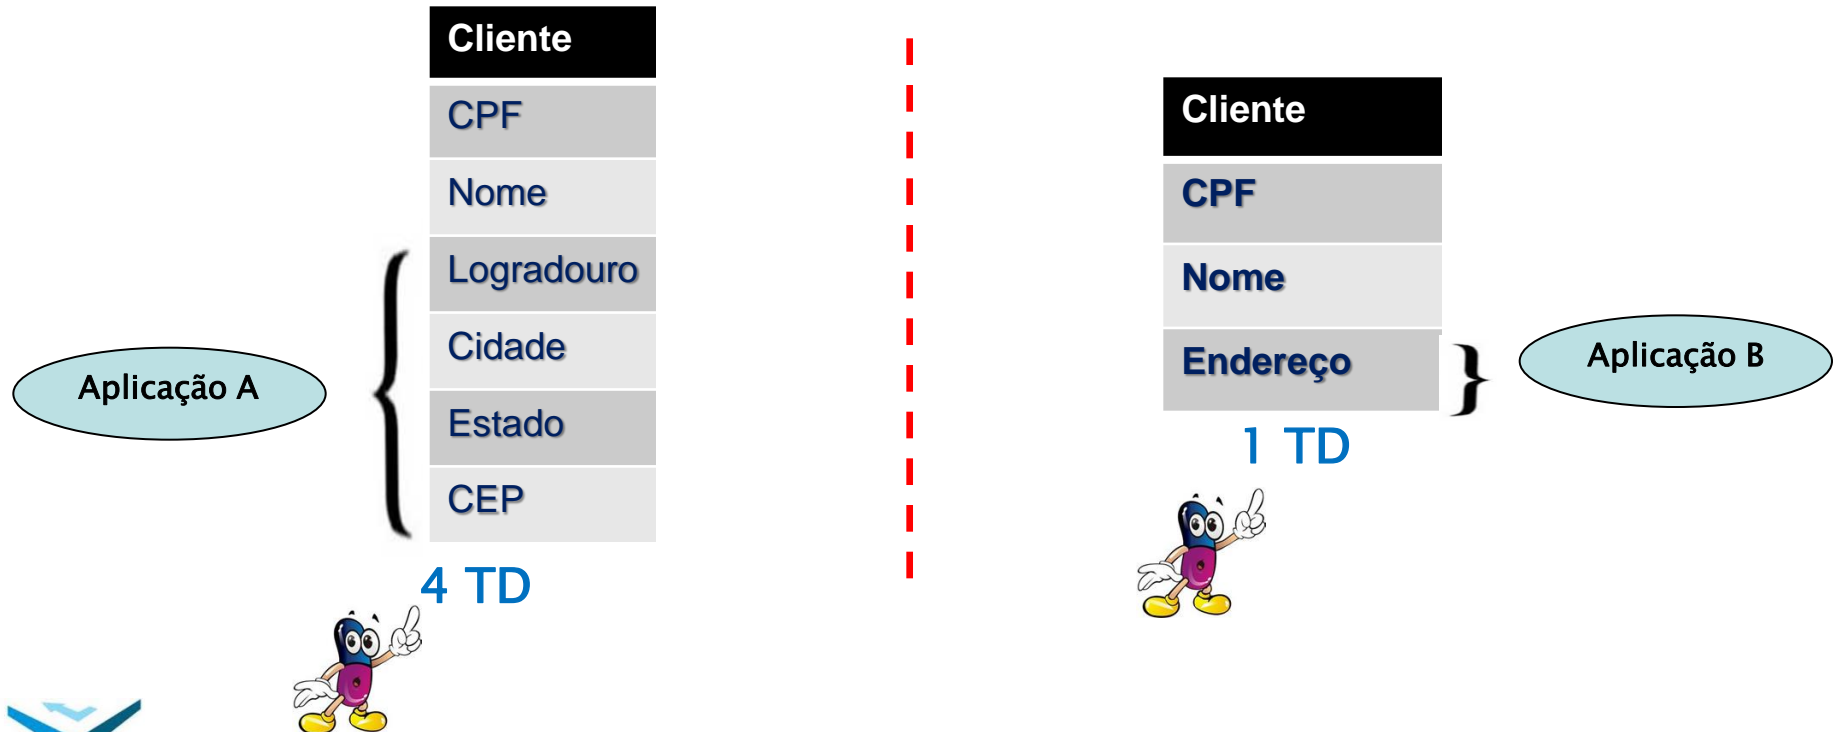 Cliente
CPF
Nome
Logradouro
Cidade
Estado
CEP
Aplicação A
4 TD
Cliente
CPF
Nome
Endereço
Aplicação B
1 TD